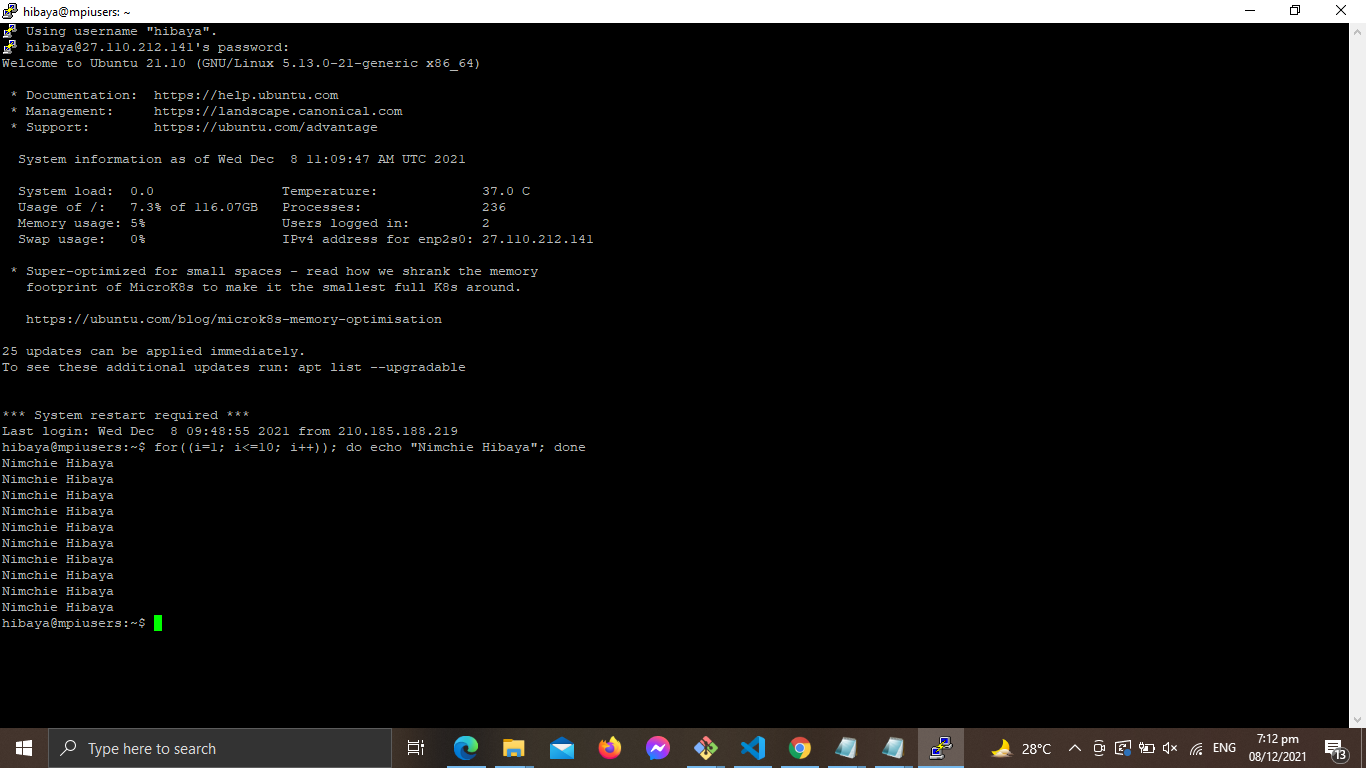 hibaya@mpiusers: ~
Using username "hibaya".
hibaya@27.110.212.141's password:
Welcome to Ubuntu 21.10 (GNU/Linux 5.13.0-21-generic x86_64)
* Documentation:  https://help.ubuntu.com
* Management:     https://landscape.canonical.com
* Support:        https://ubuntu.com/advantage
System information as of Wed Dec  8 11:09:47 AM UTC 2021
System load:  0.0                Temperature:             37.0 C
Usage of /:   7.3% of 116.07GB   Processes:               236
Memory usage: 5%                 Users logged in:         2
Swap usage:   0%                 IPv4 address for enp2s0: 27.110.212.141
* Super-optimized for small spaces - read how we shrank the memory
footprint of MicroK8s to make it the smallest full K8s around.
https://ubuntu.com/blog/microk8s-memory-optimisation
25 updates can be applied immediately.
To see these additional updates run: apt list --upgradable
*** System restart required ***
Last login: Wed Dec  8 09:48:55 2021 from 210.185.188.219
hibaya@mpiusers:~$ for((i=1; i<=10; i++)); do echo "Nimchie Hibaya"; done
Nimchie Hibaya
Nimchie Hibaya
Nimchie Hibaya
Nimchie Hibaya
Nimchie Hibaya
Nimchie Hibaya
Nimchie Hibaya
Nimchie Hibaya
Nimchie Hibaya
Nimchie Hibaya
hibaya@mpiusers:~$
Type here to search
28°C
ENG
7:12 pm
08/12/2021
13